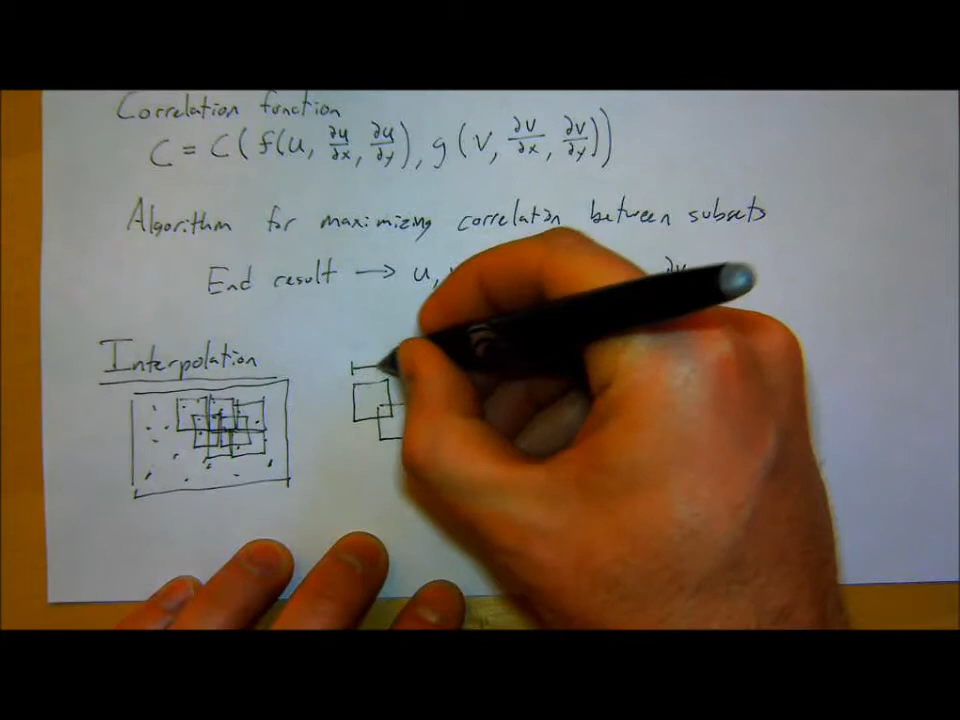 Correlation function
C = C(f(u, ∂u/∂x, ∂u/∂y), g(v, ∂v/∂x, ∂v/∂y))
Algorithm for maximizing correlation between subsets
End result → u, ∂v
Interpolation